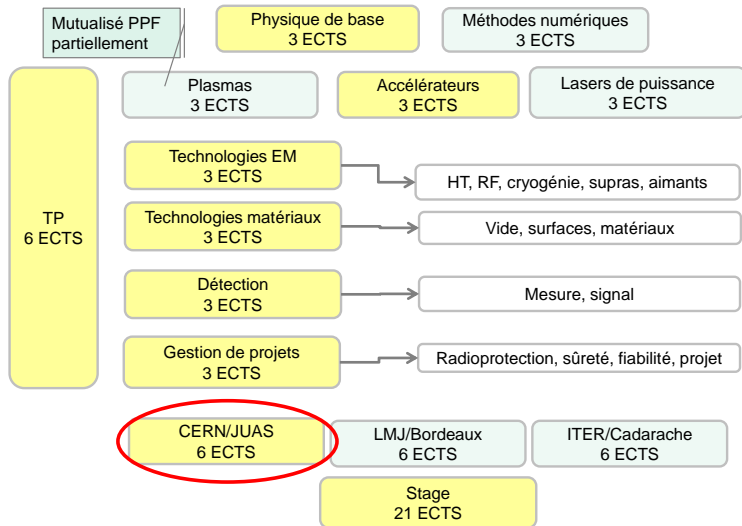 Mutualisé PPF
partiellement
Physique de base
3 ECTS
Méthodes numériques
3 ECTS
Plasmas
3 ECTS
Accélérateurs
3 ECTS
Lasers de puissance
3 ECTS
TP
6 ECTS
Technologies EM
3 ECTS
HT, RF, cryogénie, supras, aimants
Technologies matériaux
3 ECTS
Vide, surfaces, matériaux
Détection
3 ECTS
Mesure, signal
Gestion de projets
3 ECTS
Radioprotection, sûreté, fiabilité, projet
CERN/JUAS
6 ECTS
LMJ/Bordeaux
6 ECTS
ITER/Cadarache
6 ECTS
Stage
21 ECTS